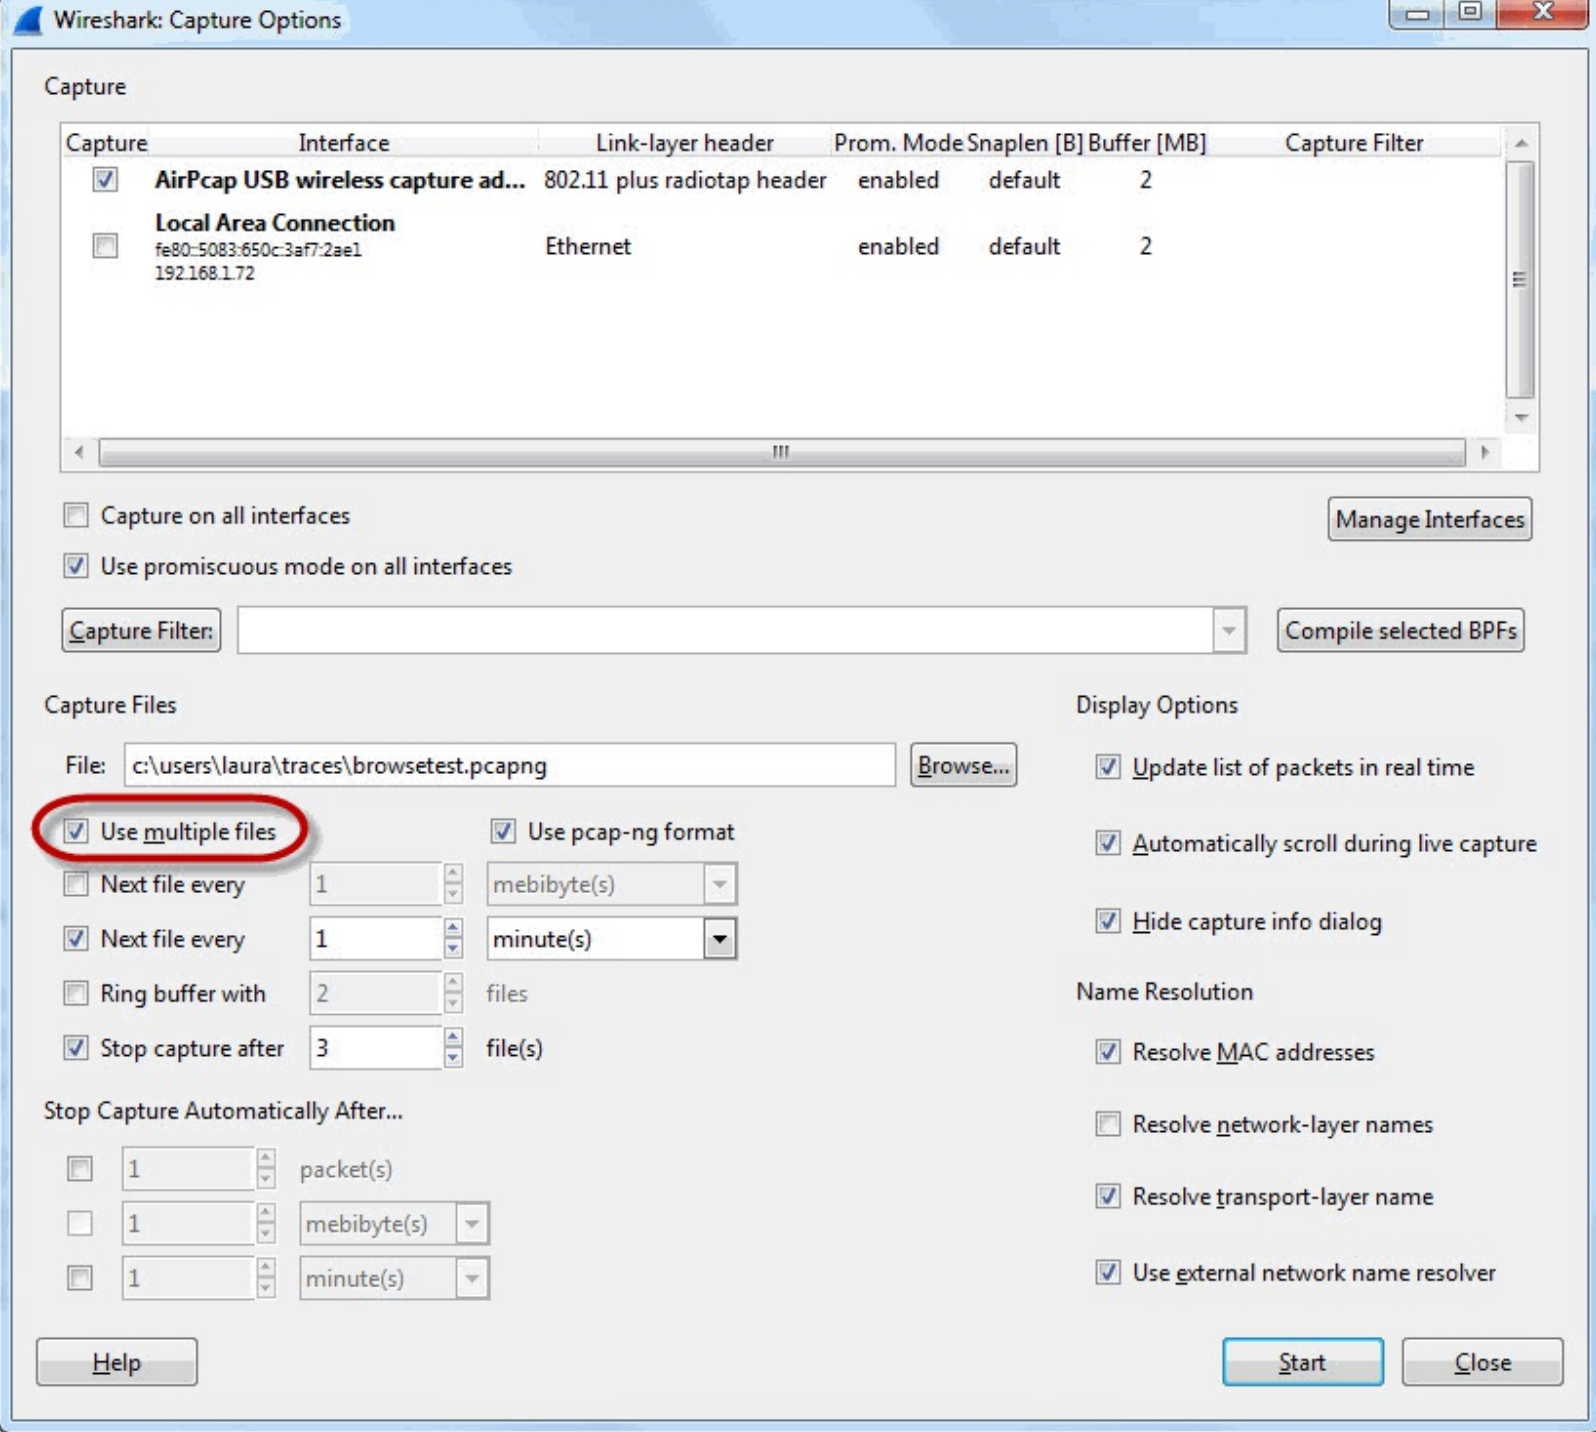 Wireshark: Capture Options
Capture
Capture Interface Link-layer header Prom. Mode Snaplen [B] Buffer [MB] Capture Filter
AirPcap USB wireless capture ad... 802.11 plus radiotap header enabled default 2
Local Area Connection
fe80::5083:650c:3af7:2ae1 Ethernet enabled default 2
192.168.1.72
Capture on all interfaces
Manage Interfaces
Use promiscuous mode on all interfaces
Capture Filter: Compile selected BPFs
Capture Files
File: c:\users\laura\traces\browsetest.pcapng Browse...
Use multiple files Use pcap-ng format
Next file every 1 mebibyte(s)
Next file every 1 minute(s)
Ring buffer with 2 files
Stop capture after 3 file(s)
Stop Capture Automatically After...
1 packet(s)
1 mebibyte(s)
1 minute(s)
Display Options
Update list of packets in real time
Automatically scroll during live capture
Hide capture info dialog
Name Resolution
Resolve MAC addresses
Resolve network-layer names
Resolve transport-layer name
Use external network name resolver
Help Start Close